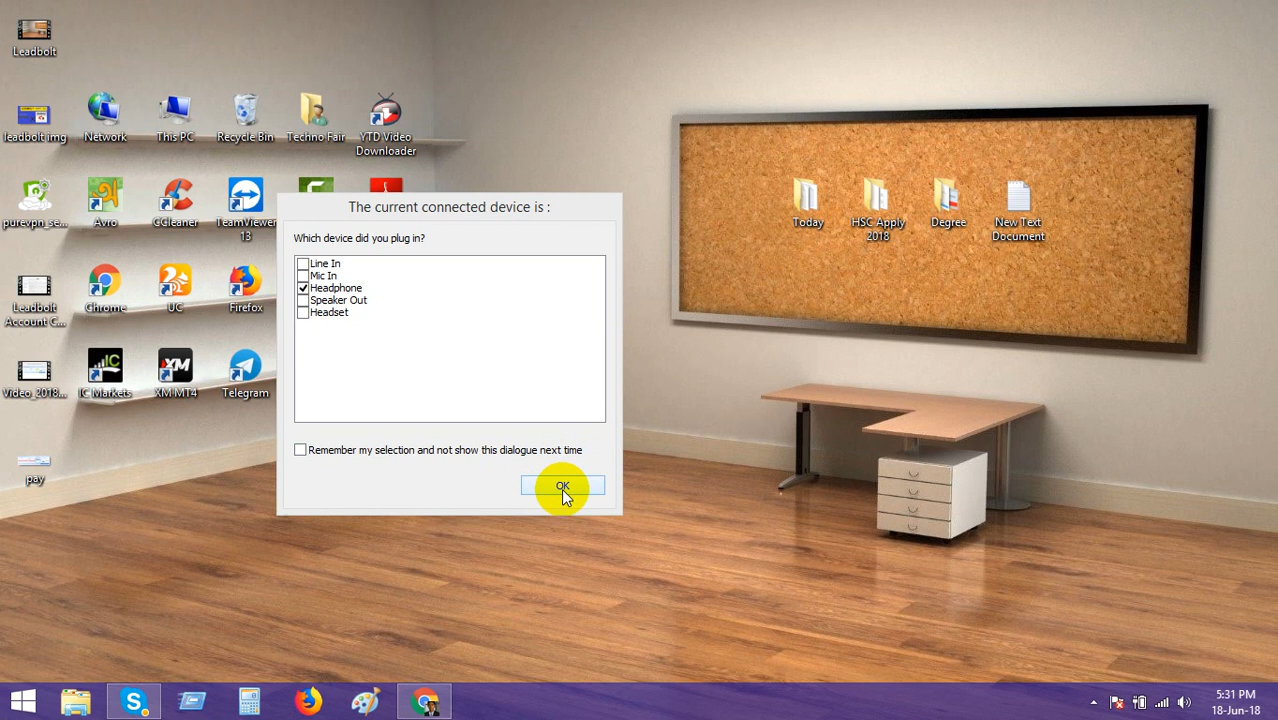 Leadbolt
leadbolt img
Network
This PC
Recycle Bin
Techno Fair
YTD Video
Downloader
purevpn_se...
Avro
CCleaner
TeamViewer
13
Leadbolt
Account C...
Chrome
UC
Firefox
Video_2018...
IC
IC Markets
XM
XM MT4
Telegram
pay
The current connected device is :
Which device did you plug in?
Line In
Mic In
Headphone
Speaker Out
Headset
Remember my selection and not show this dialogue next time
OK
Today
HSC Apply
2018
Degree
New Text
Document
5:31 PM
18-Jun-18